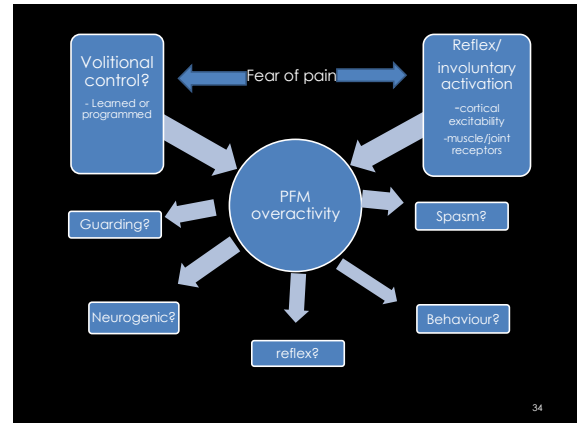 Volitional
control?
- Learned or
programmed
Fear of pain
Reflex/
involuntary
activation
-cortical
excitability
-muscle/joint
receptors
PFM
overactivity
Guarding?
Spasm?
Neurogenic?
Behaviour?
reflex?
34